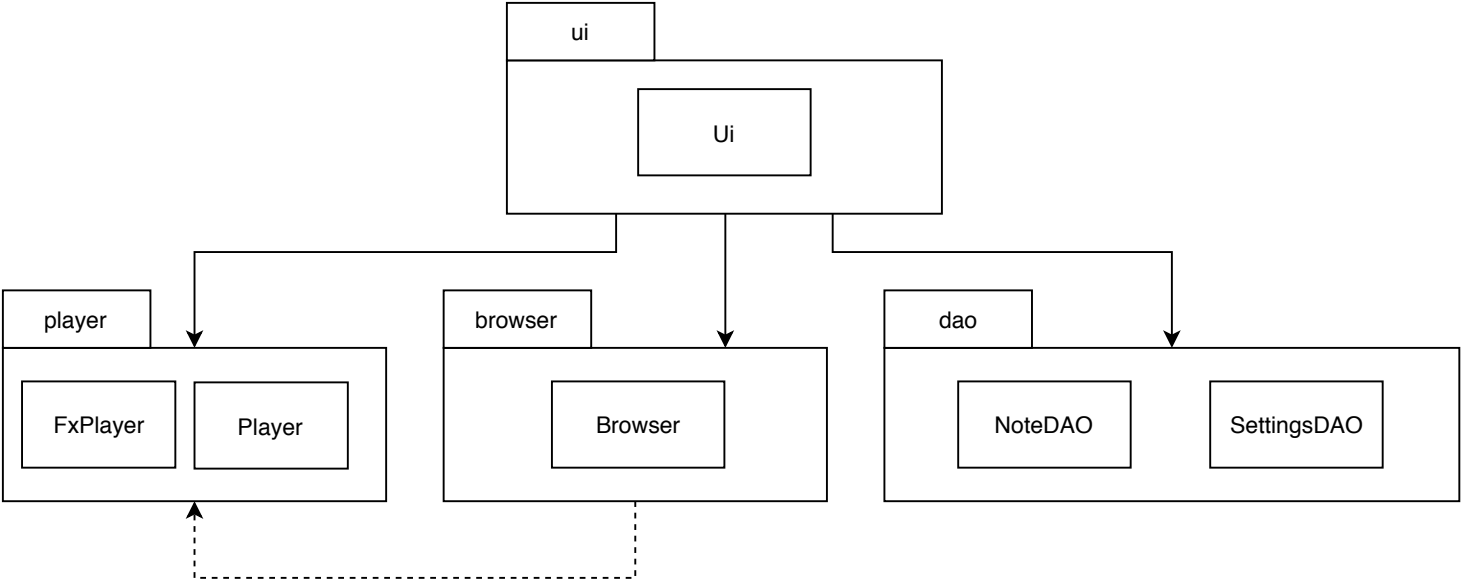 ui
Ui
player
browser
dao
FxPlayer
Player
Browser
NoteDAO
SettingsDAO